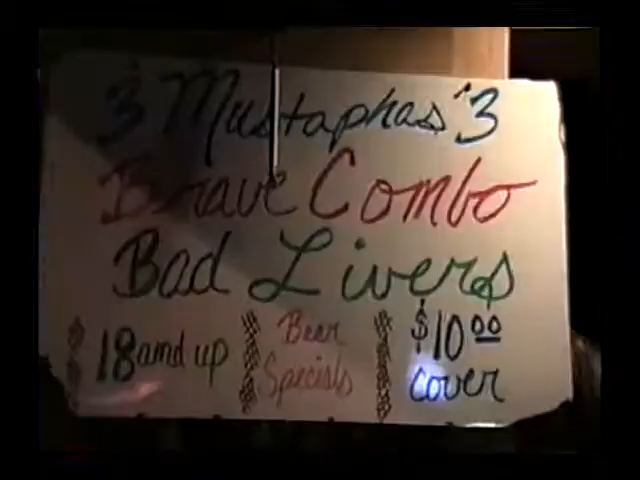 3 Mustaphas 3
Brave Combo
Bad Livers
18 and up
Beer
Specials
$10.00
cover